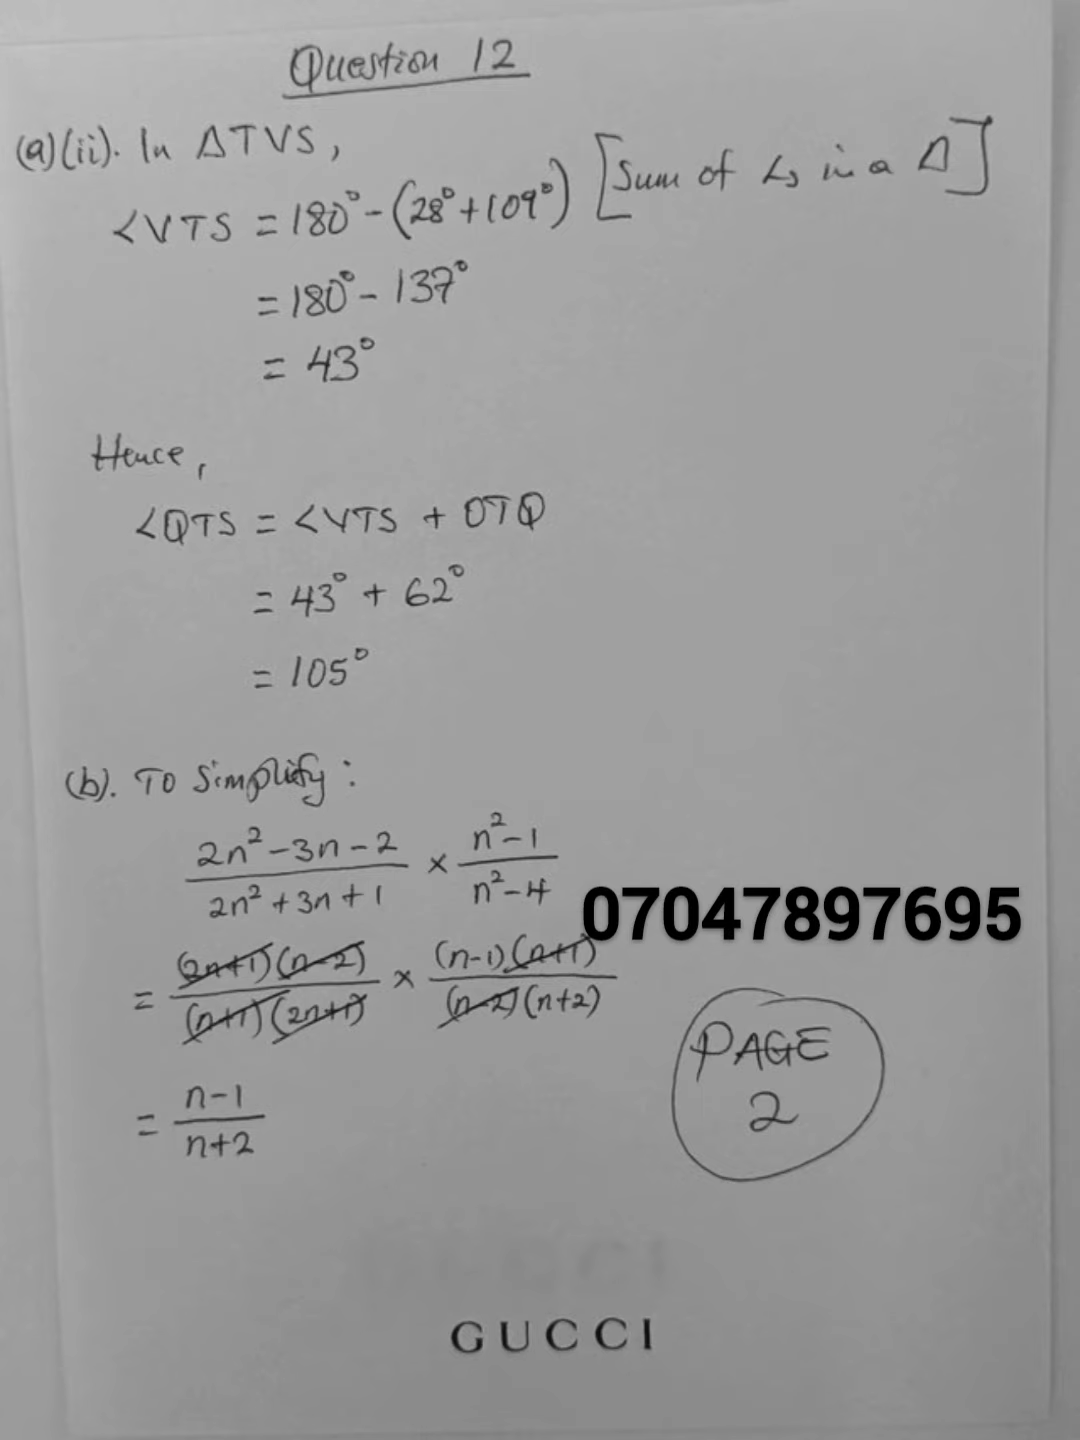 Question 12
(a)(ii). In ΔTVS,
<VTS = 180° - (28° + 109°) [Sum of ∠s in a Δ]
= 180° - 137°
= 43°
Hence,
<QTS = <VTS + OTQ
= 43° + 62°
= 105°
(b). To Simplify:
(2n² - 3n - 2)/(2n² + 3n + 1) × (n² - 1)/(n² - 4)
07047897695
= (2n+1)(n-2)/(n+1)(2n+1) × (n-1)(n+1)/(n-2)(n+2)
= (n-1)/(n+2)
PAGE
2
GUCCI